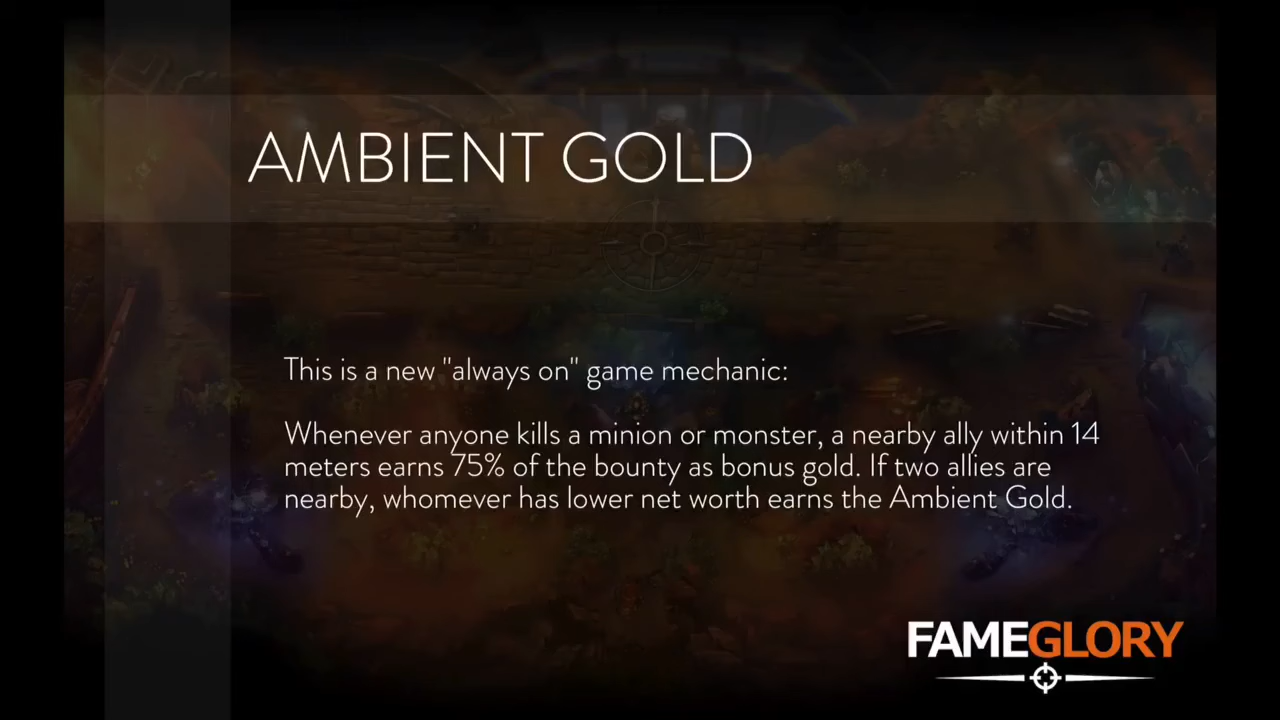 AMBIENT GOLD
This is a new "always on" game mechanic:
Whenever anyone kills a minion or monster, a nearby ally within 14
meters earns 75% of the bounty as bonus gold. If two allies are
nearby, whomever has lower net worth earns the Ambient Gold.
FAMEGLORY